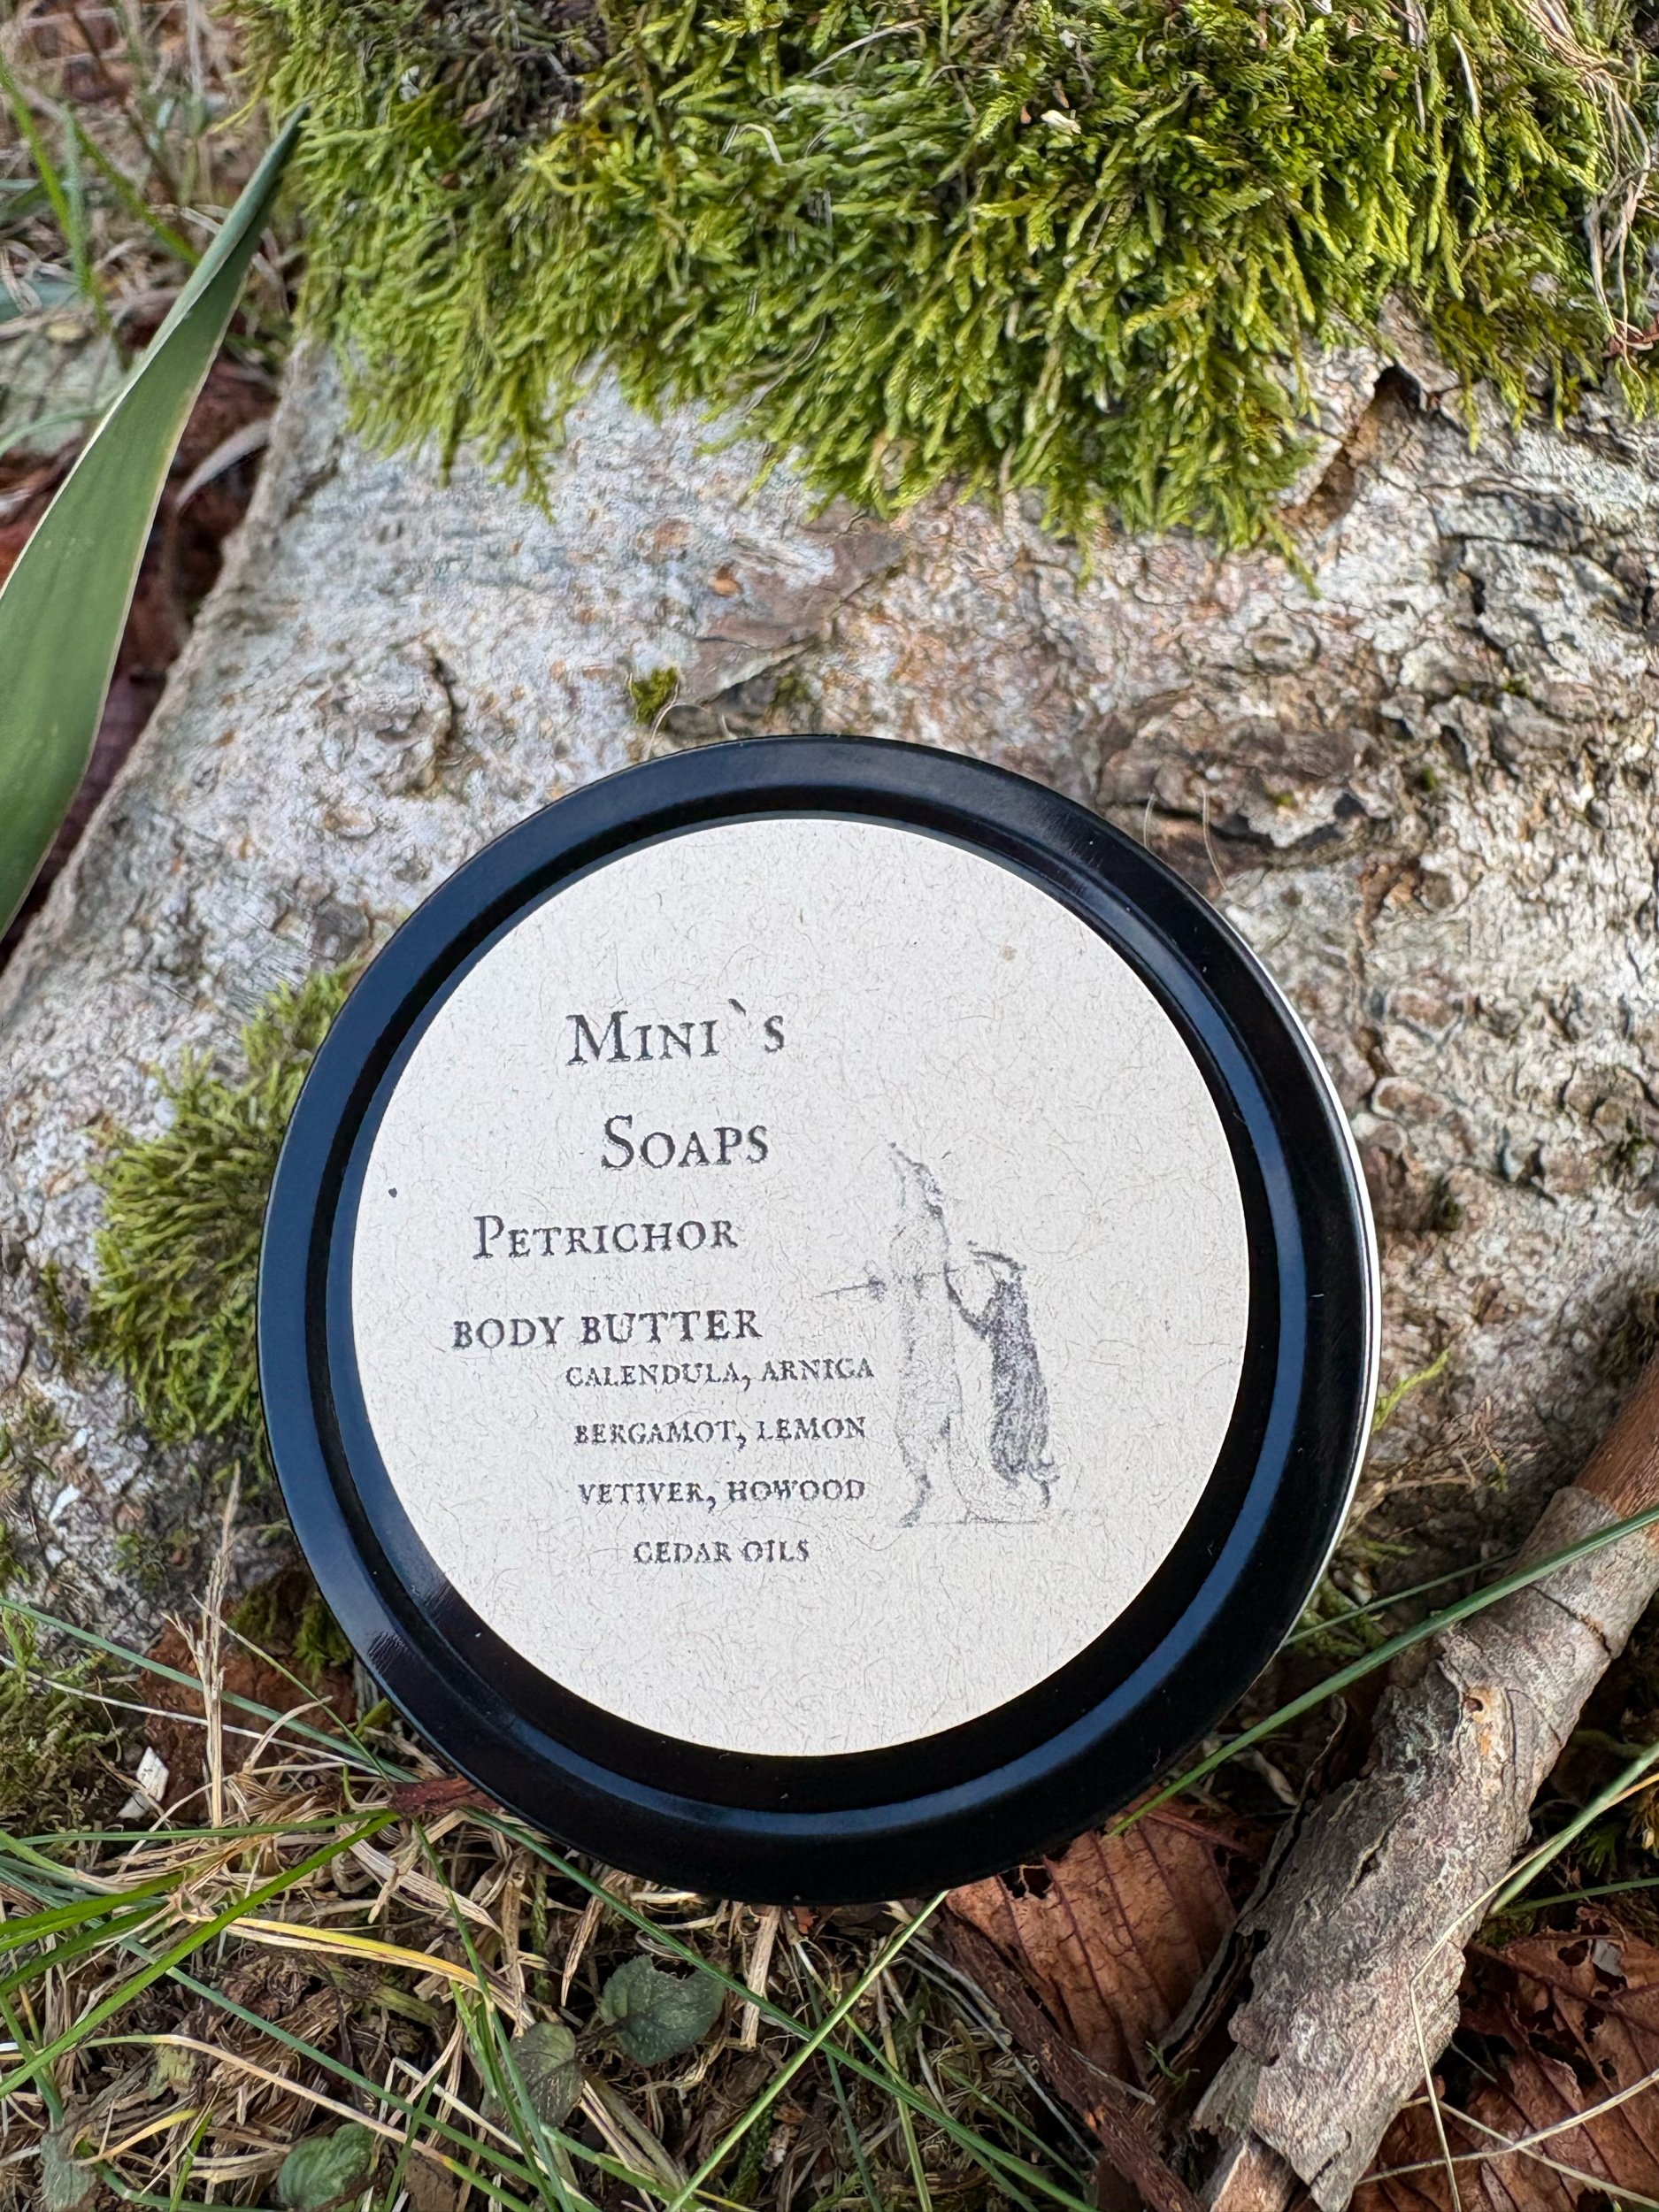 Mini`s
Soaps
Petrichor
BODY BUTTER
CALENDULA, ARNICA
BERGAMOT, LEMON
VETIVER, HOWOOD
CEDAR OILS